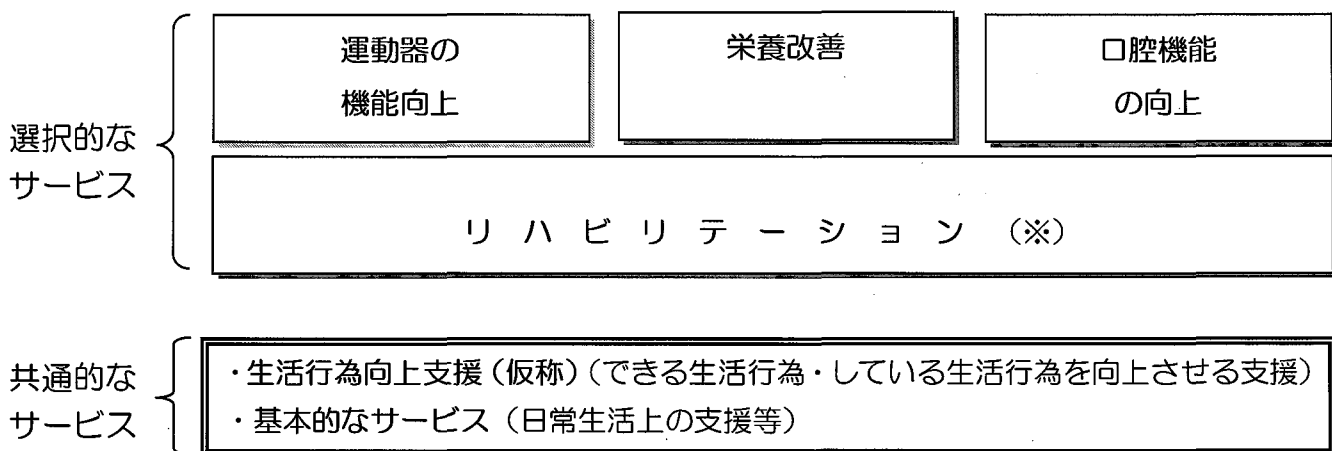 運動器の
機能向上
栄養改善
口腔機能
の向上
選択的な
サービス
リハビリテーション（※）
共通的な
サービス
・生活行為向上支援（仮称）（できる生活行為・している生活行為を向上させる支援）
・基本的なサービス（日常生活上の支援等）